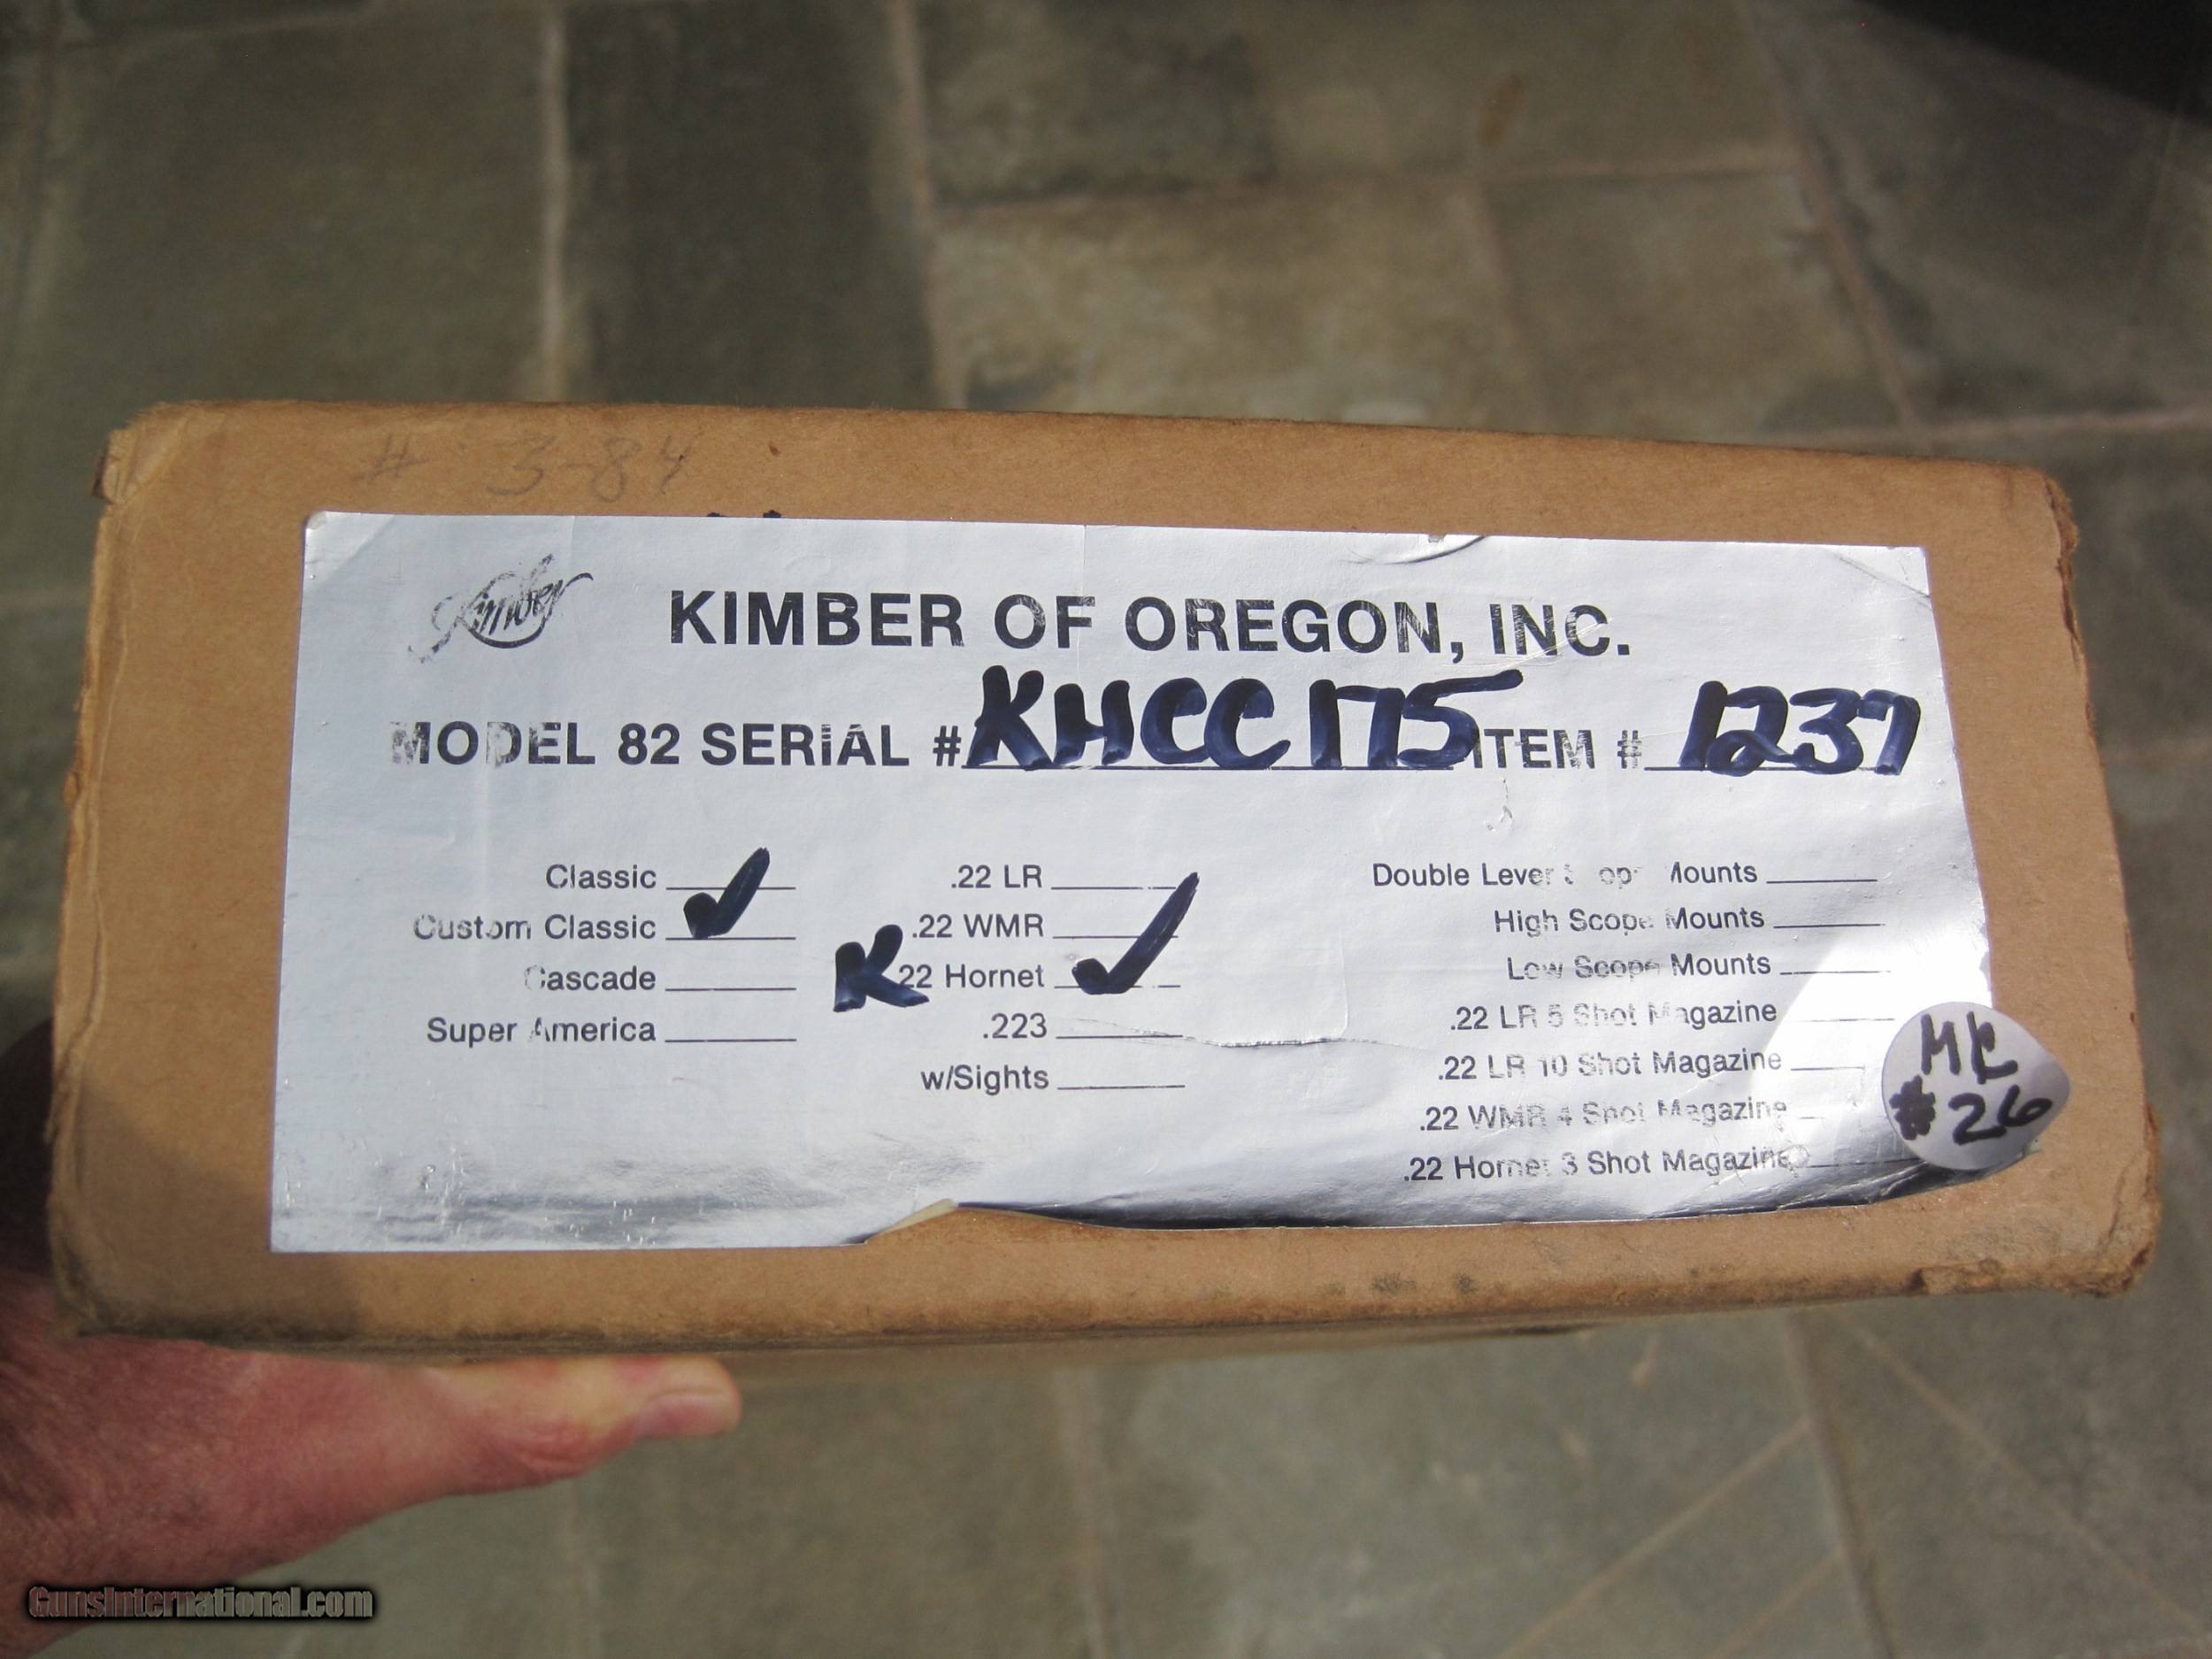 # 3-84
Kimber KIMBER OF OREGON, INC.
MODEL 82 SERIAL # KHCC175 ITEM # 1237
Classic
Custom Classic ✓
Cascade
Super America
.22 LR
.22 WMR
K .22 Hornet ✓
.223
w/Sights
Double Lever Scope Mounts
High Scope Mounts
Low Scope Mounts
.22 LR 5 Shot Magazine
.22 LR 10 Shot Magazine
.22 WMR 4 Shot Magazine
.22 Hornet 3 Shot Magazine
MK
#26
GunsInternational.com